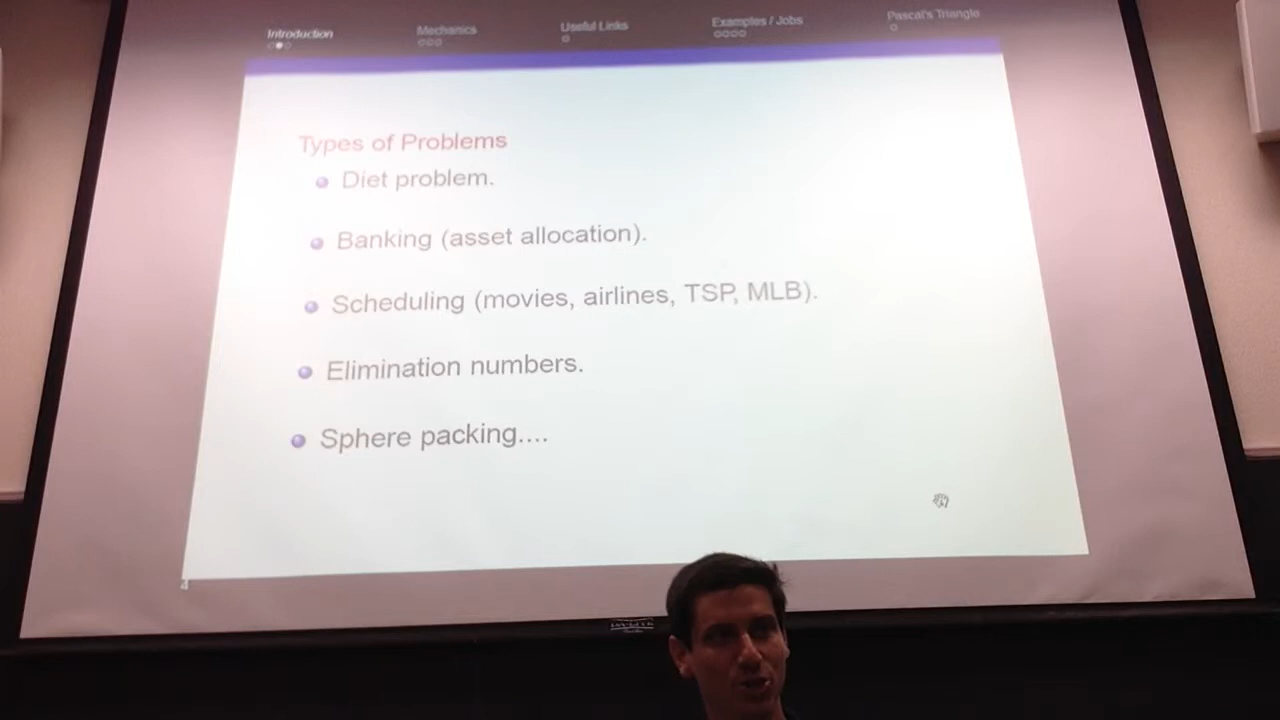 Introduction
Mechanics
Useful Links
Examples / Jobs
Pascal's Triangle
Types of Problems
Diet problem.
Banking (asset allocation).
Scheduling (movies, airlines, TSP, MLB).
Elimination numbers.
Sphere packing....